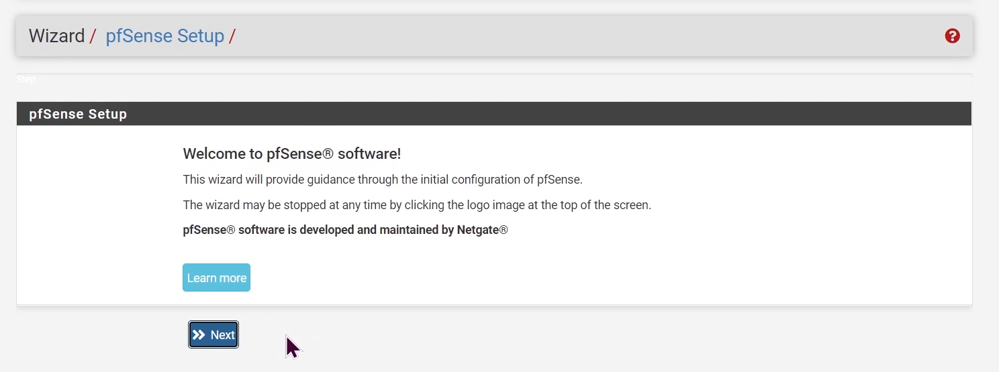 Wizard / pfSense Setup /
Step
pfSense Setup
Welcome to pfSense® software!
This wizard will provide guidance through the initial configuration of pfSense.
The wizard may be stopped at any time by clicking the logo image at the top of the screen.
pfSense® software is developed and maintained by Netgate®
Learn more
Next